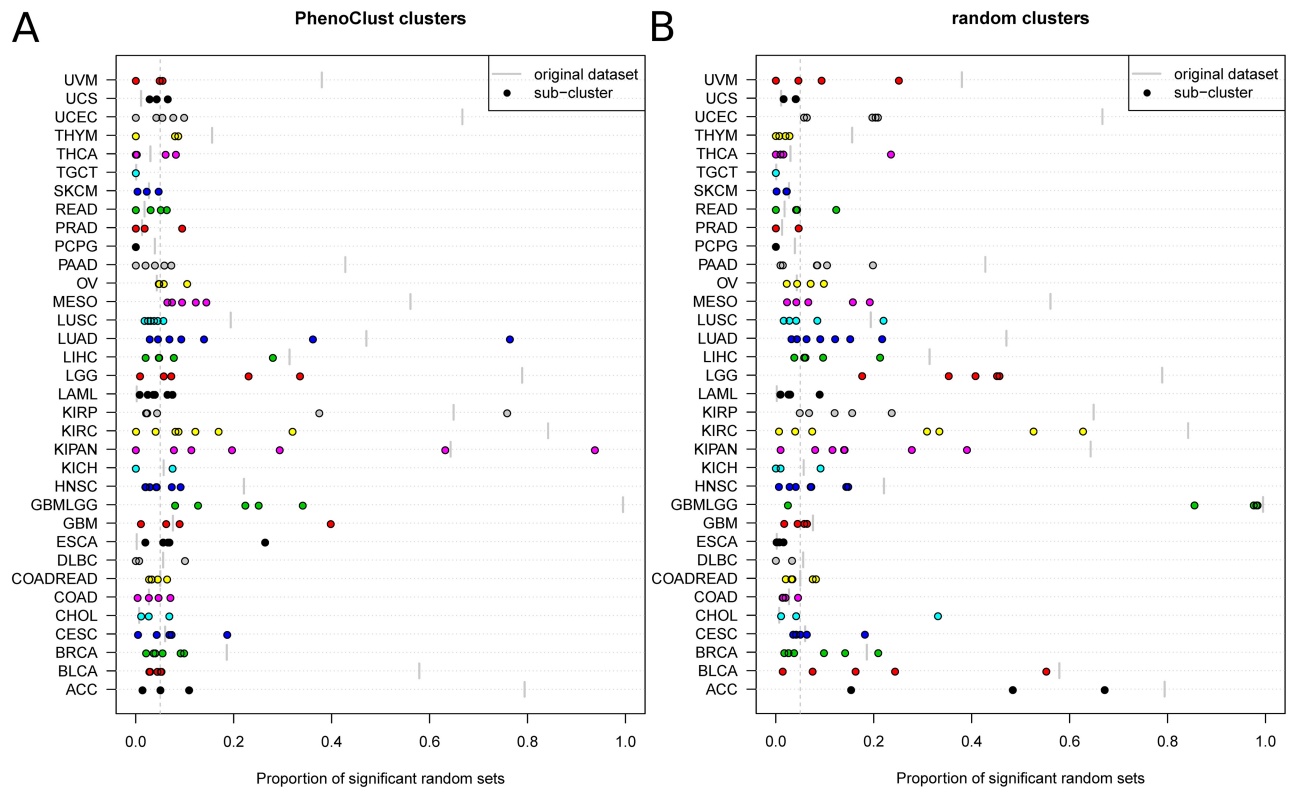 A
PhenoClust clusters
original dataset
sub−cluster
UVM
UCS
UCEC
THYM
THCA
TGCT
SKCM
READ
PRAD
PCPG
PAAD
OV
MESO
LUSC
LUAD
LIHC
LGG
LAML
KIRP
KIRC
KIPAN
KICH
HNSC
GBMLGG
GBM
ESCA
DLBC
COADREAD
COAD
CHOL
CESC
BRCA
BLCA
ACC
0.0 0.2 0.4 0.6 0.8 1.0
Proportion of significant random sets
B
random clusters
original dataset
sub−cluster
UVM
UCS
UCEC
THYM
THCA
TGCT
SKCM
READ
PRAD
PCPG
PAAD
OV
MESO
LUSC
LUAD
LIHC
LGG
LAML
KIRP
KIRC
KIPAN
KICH
HNSC
GBMLGG
GBM
ESCA
DLBC
COADREAD
COAD
CHOL
CESC
BRCA
BLCA
ACC
0.0 0.2 0.4 0.6 0.8 1.0
Proportion of significant random sets